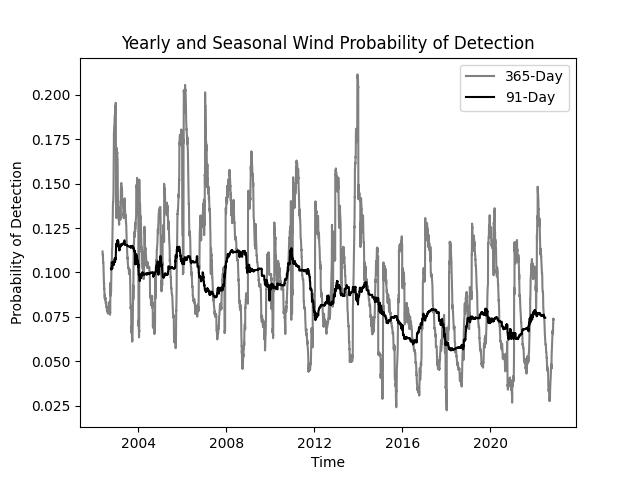 Yearly and Seasonal Wind Probability of Detection
365-Day
91-Day
0.200
0.175
0.150
0.125
0.100
0.075
0.050
0.025
Probability of Detection
2004 2008 2012 2016 2020
Time